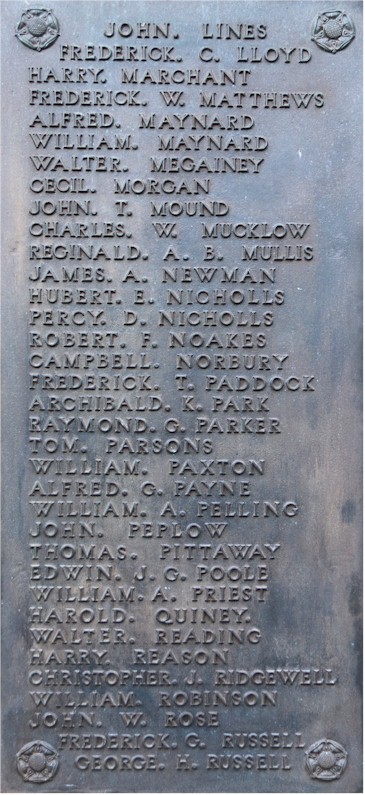 JOHN. LINES
FREDERICK. C. LLOYD
HARRY. MARCHANT
FREDERICK. W. MATTHEWS
ALFRED. MAYNARD
WILLIAM. MAYNARD
WALTER. MEGAINEY
CECIL. MORGAN
JOHN. T. MOUND
CHARLES. W. MUCKLOW
REGINALD. A. B. MULLIS
JAMES. A. NEWMAN
HUBERT. E. NICHOLLS
PERCY. D. NICHOLLS
ROBERT. F. NOAKES
CAMPBELL. NORBURY
FREDERICK. T. PADDOCK
ARCHIBALD. K. PARK
RAYMOND. G. PARKER
TOM. PARSONS
WILLIAM. PAXTON
ALFRED. G. PAYNE
WILLIAM. A. PELLING
JOHN. PEPLOW
THOMAS. PITTAWAY
EDWIN. J. G. POOLE
WILLIAM. A. PRIEST
HAROLD. QUINEY.
WALTER. READING
HARRY. REASON
CHRISTOPHER. J. RIDGEWELL
WILLIAM. ROBINSON
JOHN. W. ROSE
FREDERICK. G. RUSSELL
GEORGE. H. RUSSELL